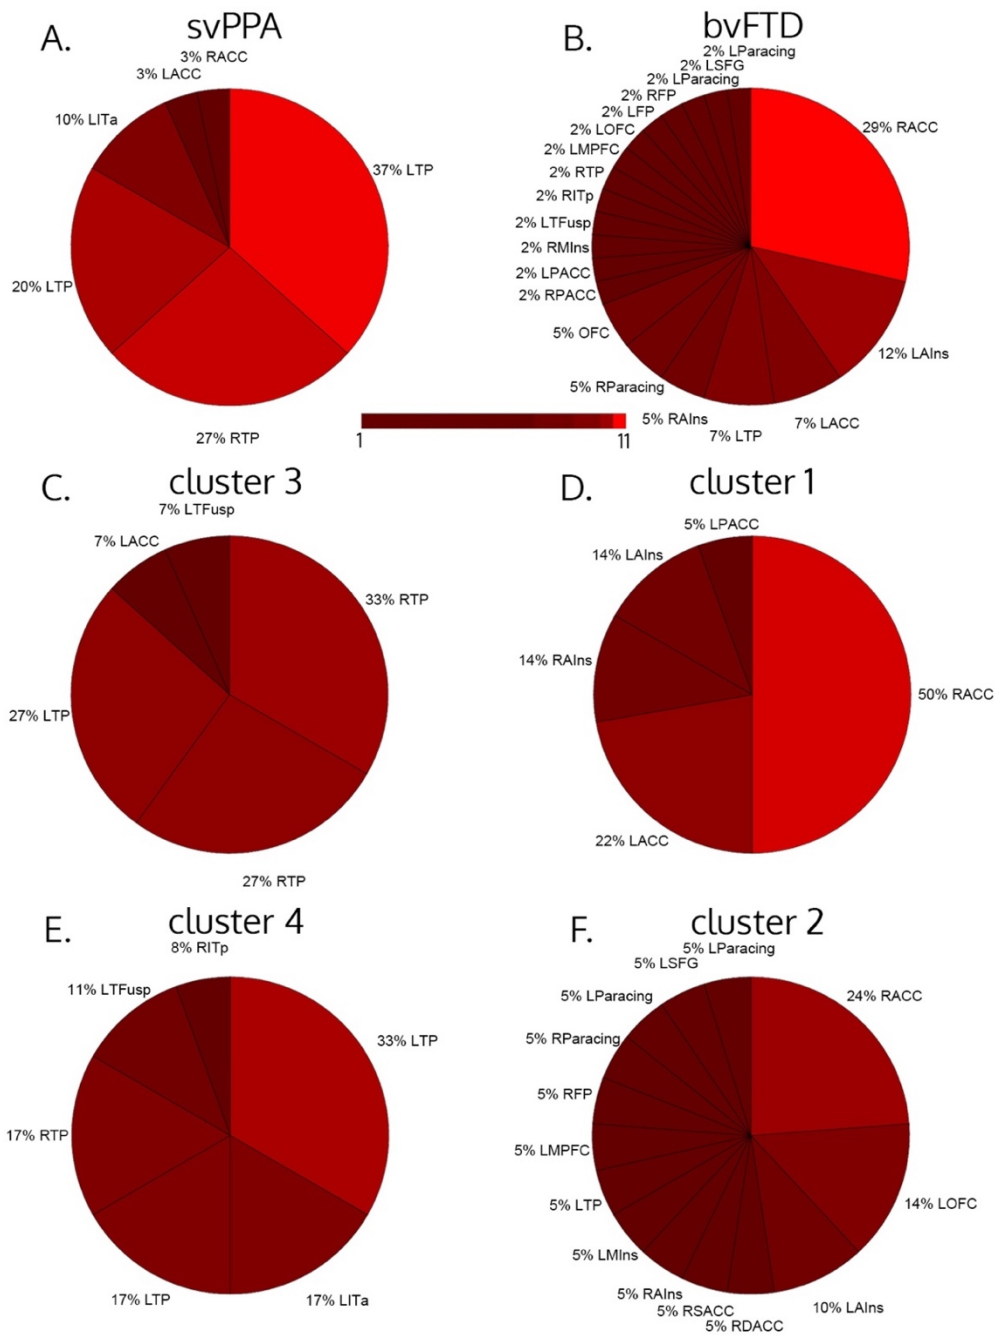 A.
svPPA
3% RACC
3% LACC
10% LITa
37% LTP
20% LTP
27% RTP
B.
bvFTD
2% LParacing
2% LSFG
2% LParacing
2% RFP
2% LFP
2% LOFC
2% LMPFC
2% RTP
2% RITp
2% LTFusp
2% RMIns
2% LPACC
2% RPACC
5% OFC
5% RParacing
5% RAIns
7% LTP
7% LACC
12% LAIns
29% RACC
1
11
C.
cluster 3
7% LTFusp
7% LACC
33% RTP
27% LTP
27% RTP
D.
cluster 1
5% LPACC
14% LAIns
14% RAIns
50% RACC
22% LACC
E.
cluster 4
8% RITp
11% LTFusp
33% LTP
17% RTP
17% LTP
17% LITa
F.
cluster 2
5% LParacing
5% LSFG
5% LParacing
5% RParacing
5% RFP
5% LMPFC
5% LTP
5% LMIns
5% RAIns
5% RSACC
5% RDACC
10% LAIns
14% LOFC
24% RACC